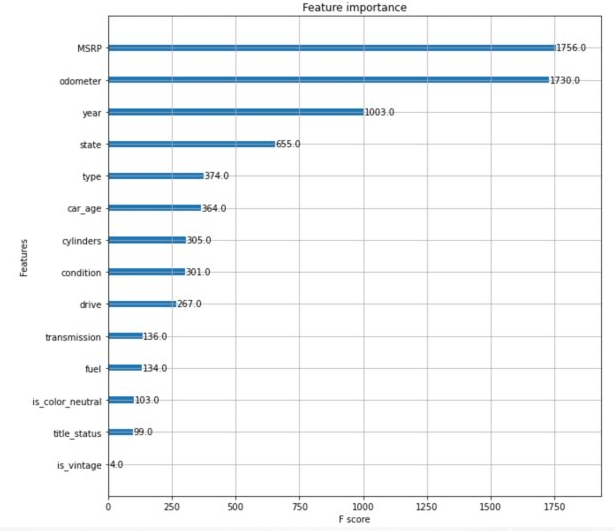 Feature importance
MSRP 1756.0
odometer 1730.0
year 1003.0
state 655.0
type 374.0
car_age 364.0
cylinders 305.0
Features
condition 301.0
drive 267.0
transmission 136.0
fuel 134.0
is_color_neutral 103.0
title_status 99.0
is_vintage 4.0
0 250 500 750 1000 1250 1500 1750
F score